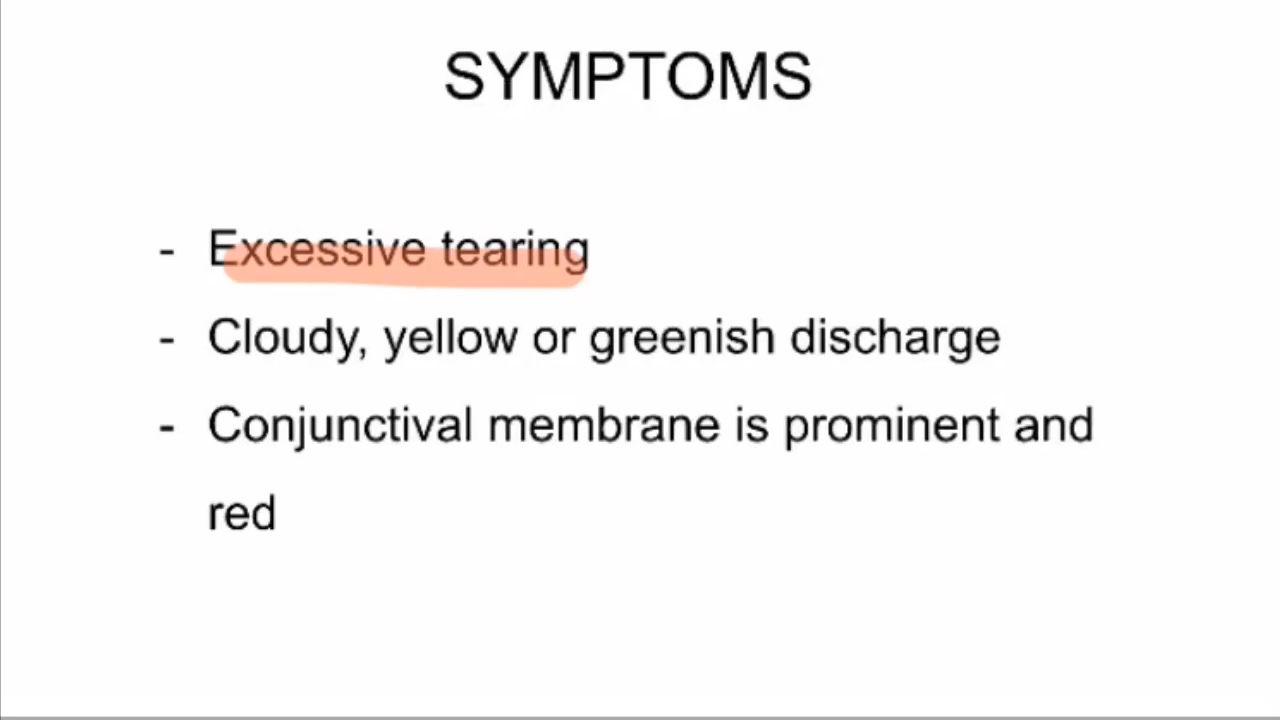 SYMPTOMS
- Excessive tearing
- Cloudy, yellow or greenish discharge
- Conjunctival membrane is prominent and
red